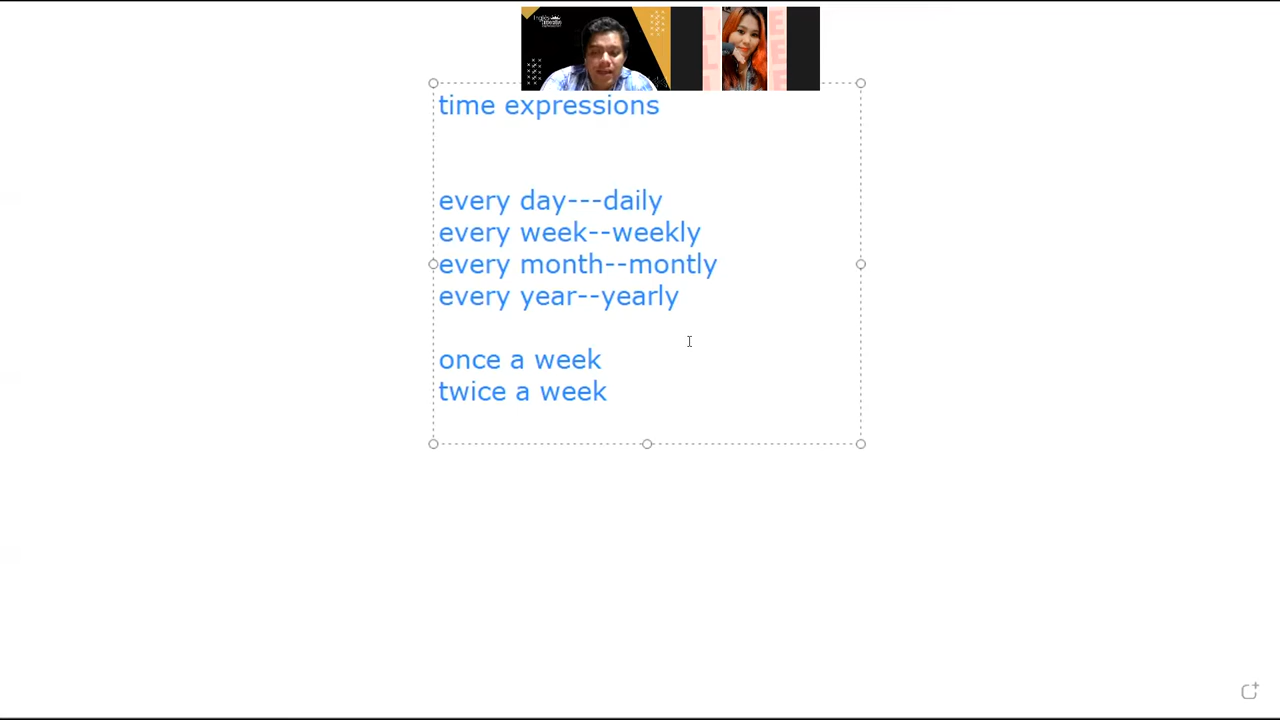 time expressions
every day---daily
every week--weekly
every month--montly
every year--yearly
once a week
twice a week